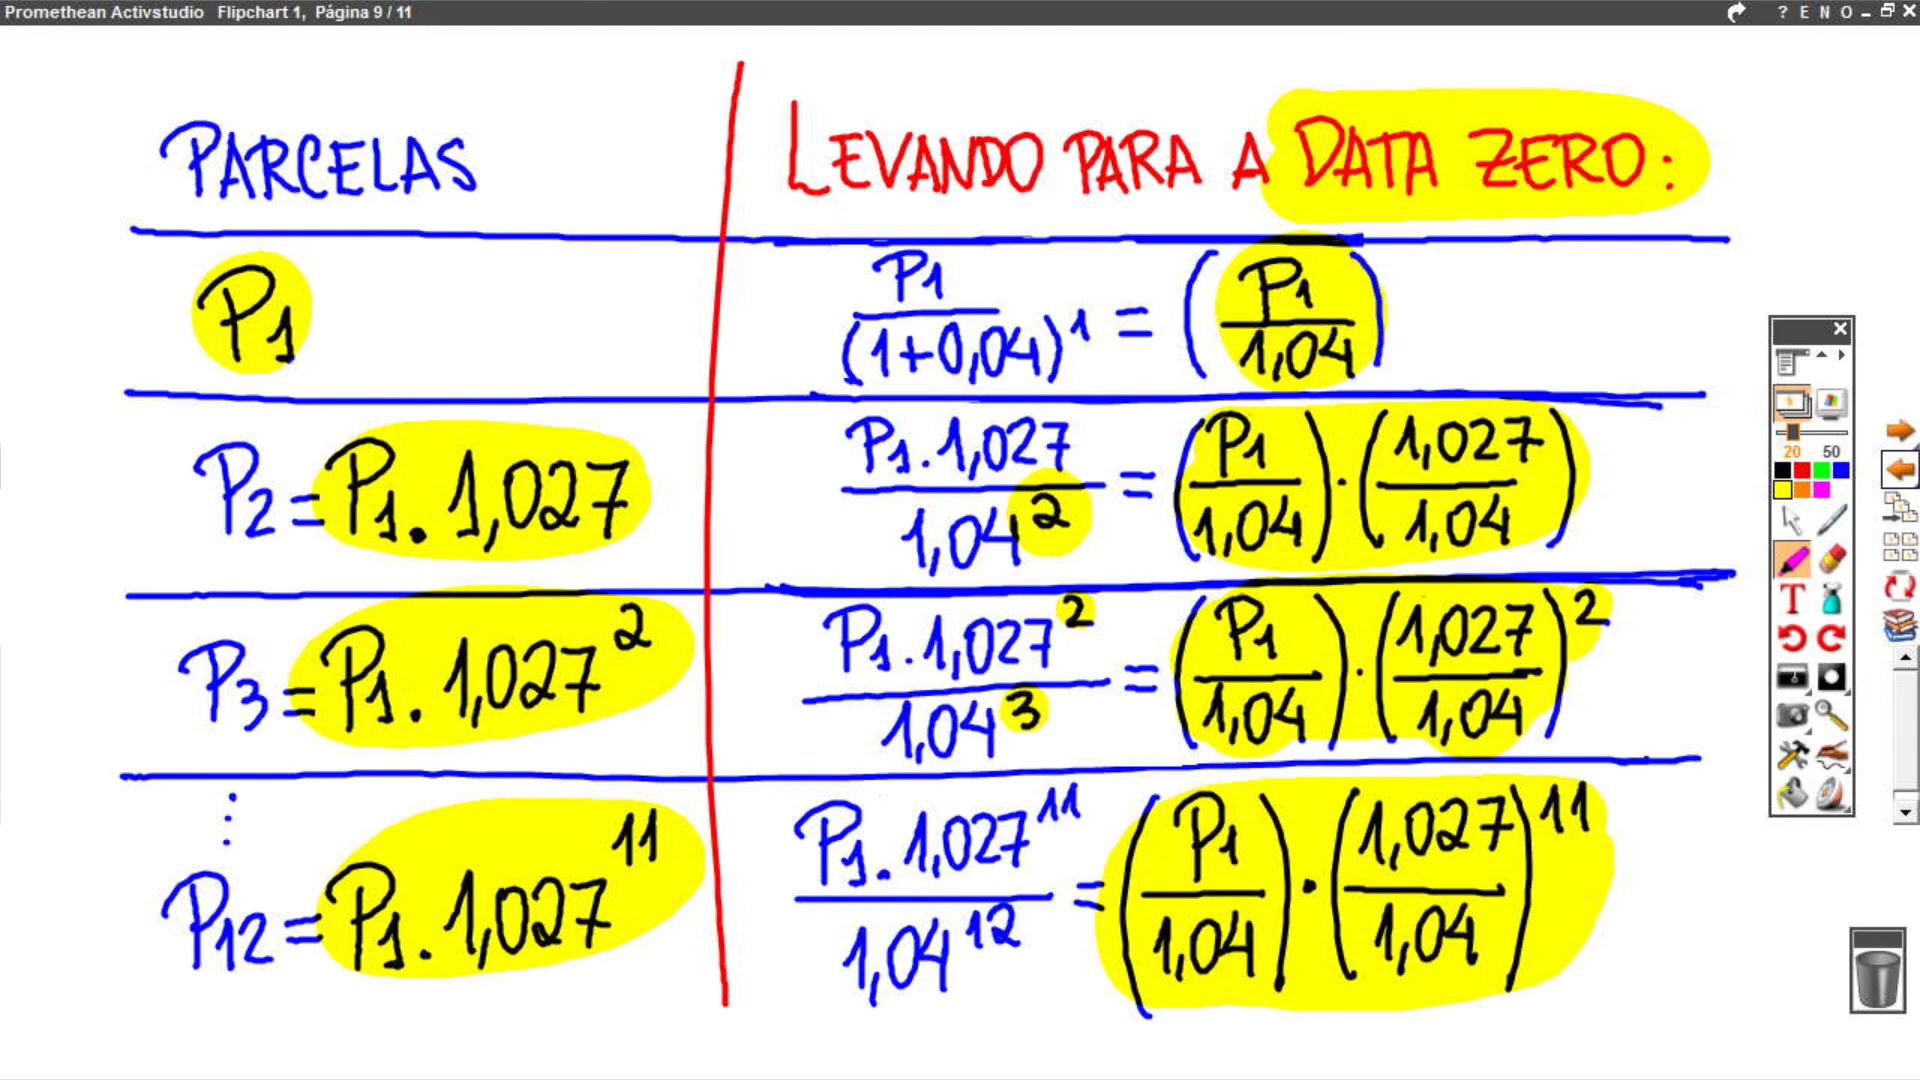 Promethean Activstudio Flipchart 1, Página 9 / 11
? E N O
PARCELAS
LEVANDO PARA A DATA ZERO:
P1
P1/(1+0,04)^1 = (P1/1,04)
P2 = P1 . 1,027
P1 . 1,027/1,04^2 = (P1/1,04) . (1,027/1,04)
P3 = P1 . 1,027^2
P1 . 1,027^2/1,04^3 = (P1/1,04) . (1,027/1,04)^2
⋮
P12 = P1 . 1,027^11
P1 . 1,027^11/1,04^12 = (P1/1,04) . (1,027/1,04)^11
20 50
T